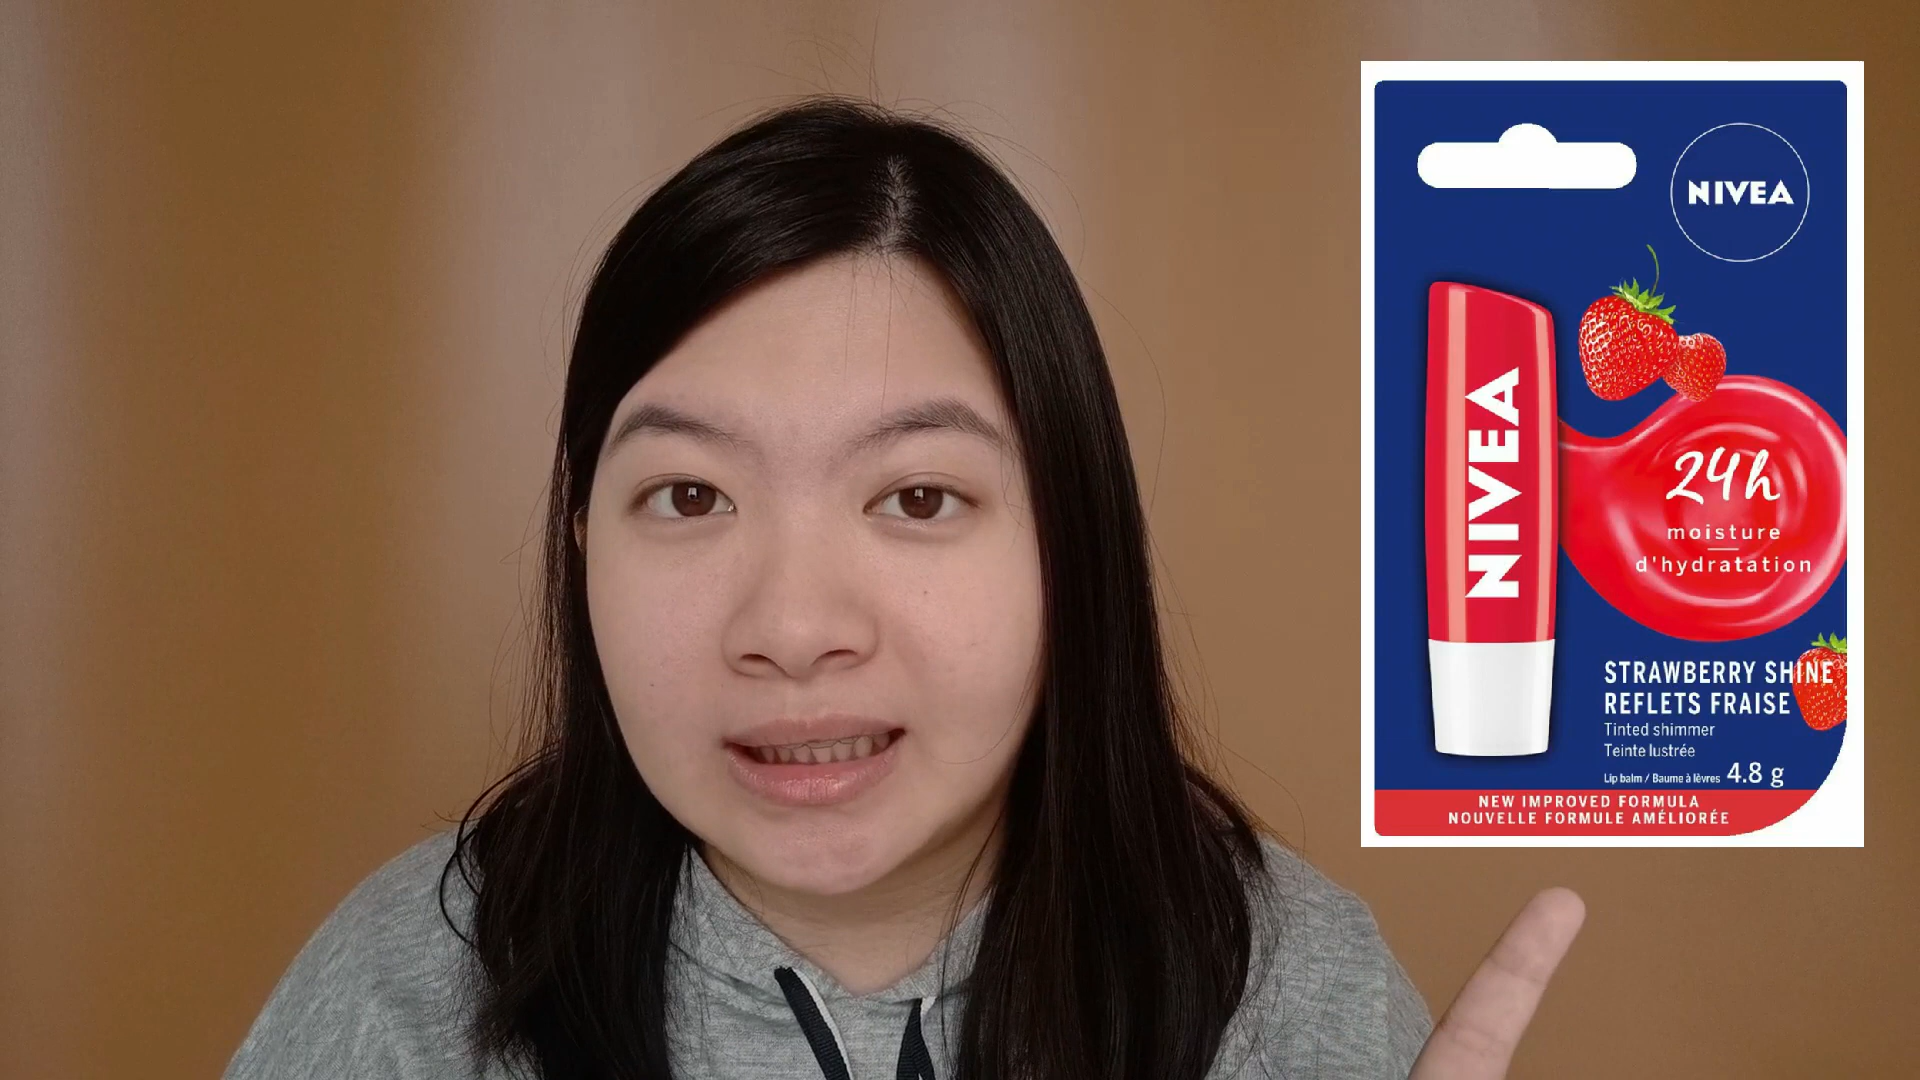 NIVEA
NIVEA
24h
moisture
d'hydratation
STRAWBERRY SHINE
REFLETS FRAISE
Tinted shimmer
Teinte lustrée
Lip balm / Baume à lèvres 4.8 g
NEW IMPROVED FORMULA
NOUVELLE FORMULE AMÉLIORÉE